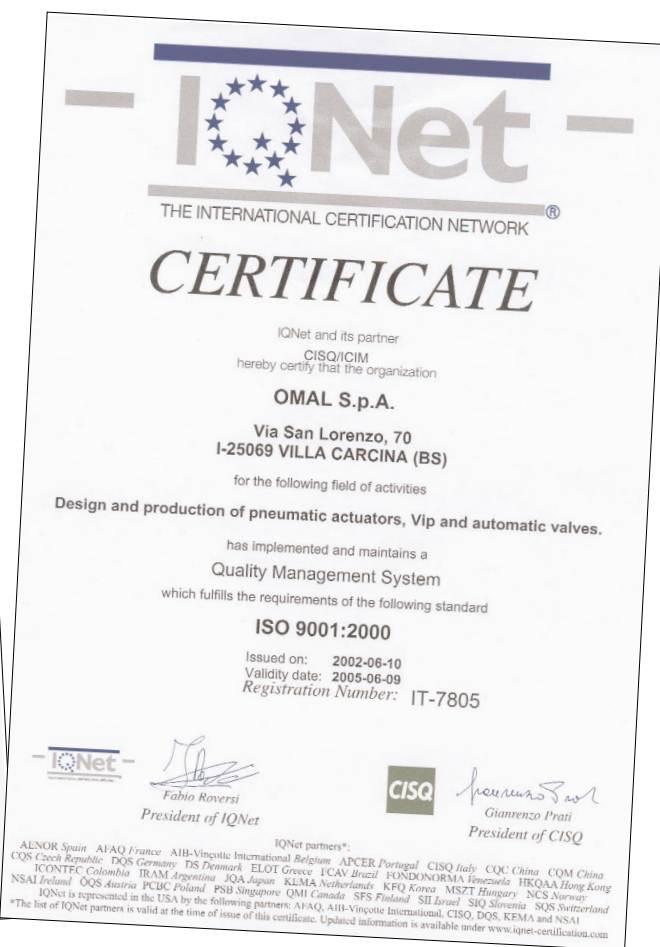 IQNet
THE INTERNATIONAL CERTIFICATION NETWORK®
CERTIFICATE
IQNet and its partner
CISQ/ICIM
hereby certify that the organization
OMAL S.p.A.
Via San Lorenzo, 70
I-25069 VILLA CARCINA (BS)
for the following field of activities
Design and production of pneumatic actuators, Vip and automatic valves.
has implemented and maintains a
Quality Management System
which fulfills the requirements of the following standard
ISO 9001:2000
Issued on: 2002-06-10
Validity date: 2005-06-09
Registration Number: IT-7805
IQNet
CISQ
Fabio Roversi
President of IQNet
Gianrenzo Prati
President of CISQ
IQNet partners*:
AENOR Spain AFAQ France AIB-Vinçotte International Belgium APCER Portugal CISQ Italy CQC China CQM China
CQS Czech Republic DQS Germany DS Denmark ELOT Greece FCAV Brazil FONDONORMA Venezuela HKQAA Hong Kong
ICONTEC Colombia IRAM Argentina JQA Japan KEMA Netherlands KFQ Korea MSZT Hungary NCS Norway
NSAI Ireland ÖQS Austria PCBC Poland PSB Singapore QMI Canada SFS Finland SII Israel SIQ Slovenia SQS Switzerland
IQNet is represented in the USA by the following partners: AFAQ, AIB-Vinçotte International, CISQ, DQS, KEMA and NSAI
*The list of IQNet partners is valid at the time of issue of this certificate. Updated information is available under www.iqnet-certification.com